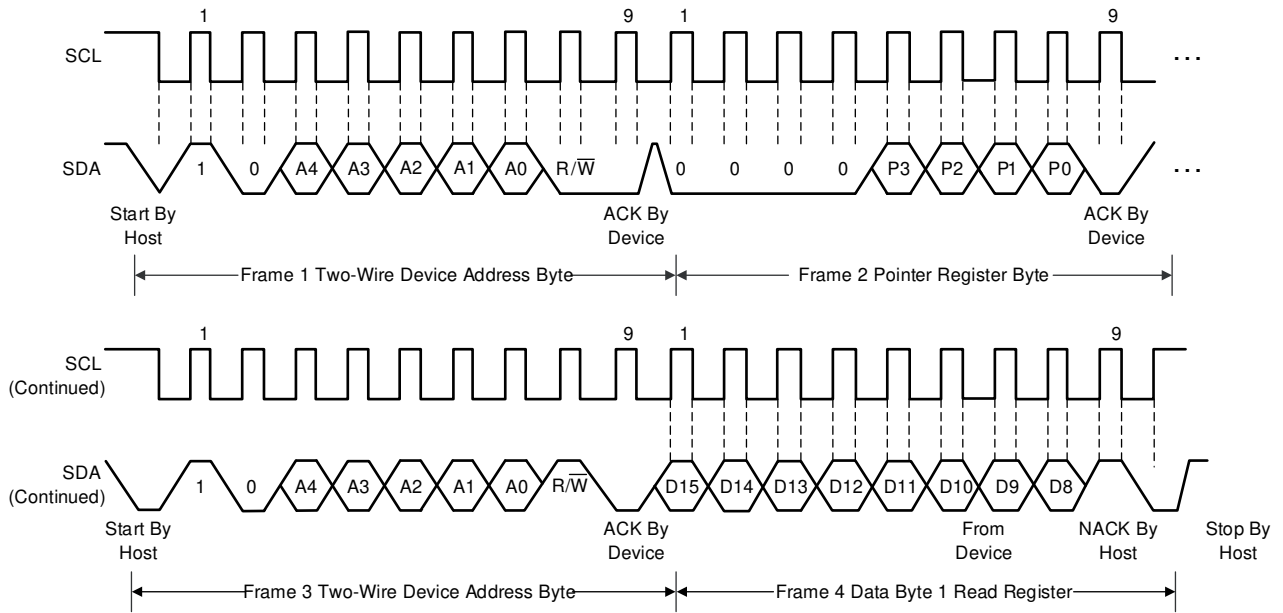 1 9 1 9
SCL ...
SDA 1 0 A4 A3 A2 A1 A0 R/W̅ 0 0 0 0 P3 P2 P1 P0 ...
Start By
Host
ACK By
Device
ACK By
Device
Frame 1 Two-Wire Device Address Byte
Frame 2 Pointer Register Byte
1 9 1 9
SCL
(Continued)
SDA
(Continued)
1 0 A4 A3 A2 A1 A0 R/W̅ D15 D14 D13 D12 D11 D10 D9 D8
Start By
Host
ACK By
Device
From
Device
NACK By
Host
Stop By
Host
Frame 3 Two-Wire Device Address Byte
Frame 4 Data Byte 1 Read Register